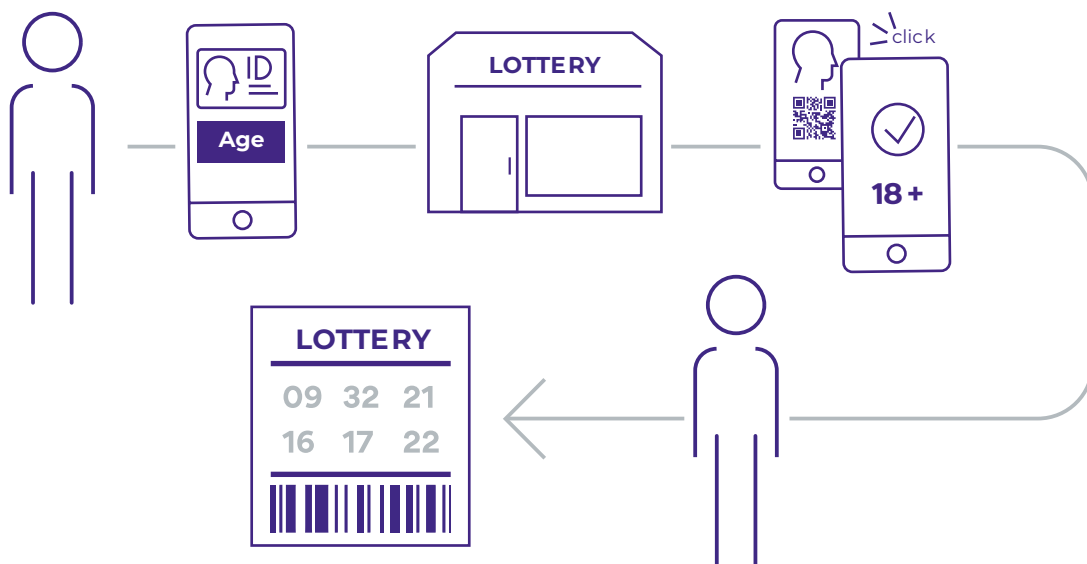 ID
Age
LOTTERY
click
18 +
LOTTERY
09 32 21
16 17 22